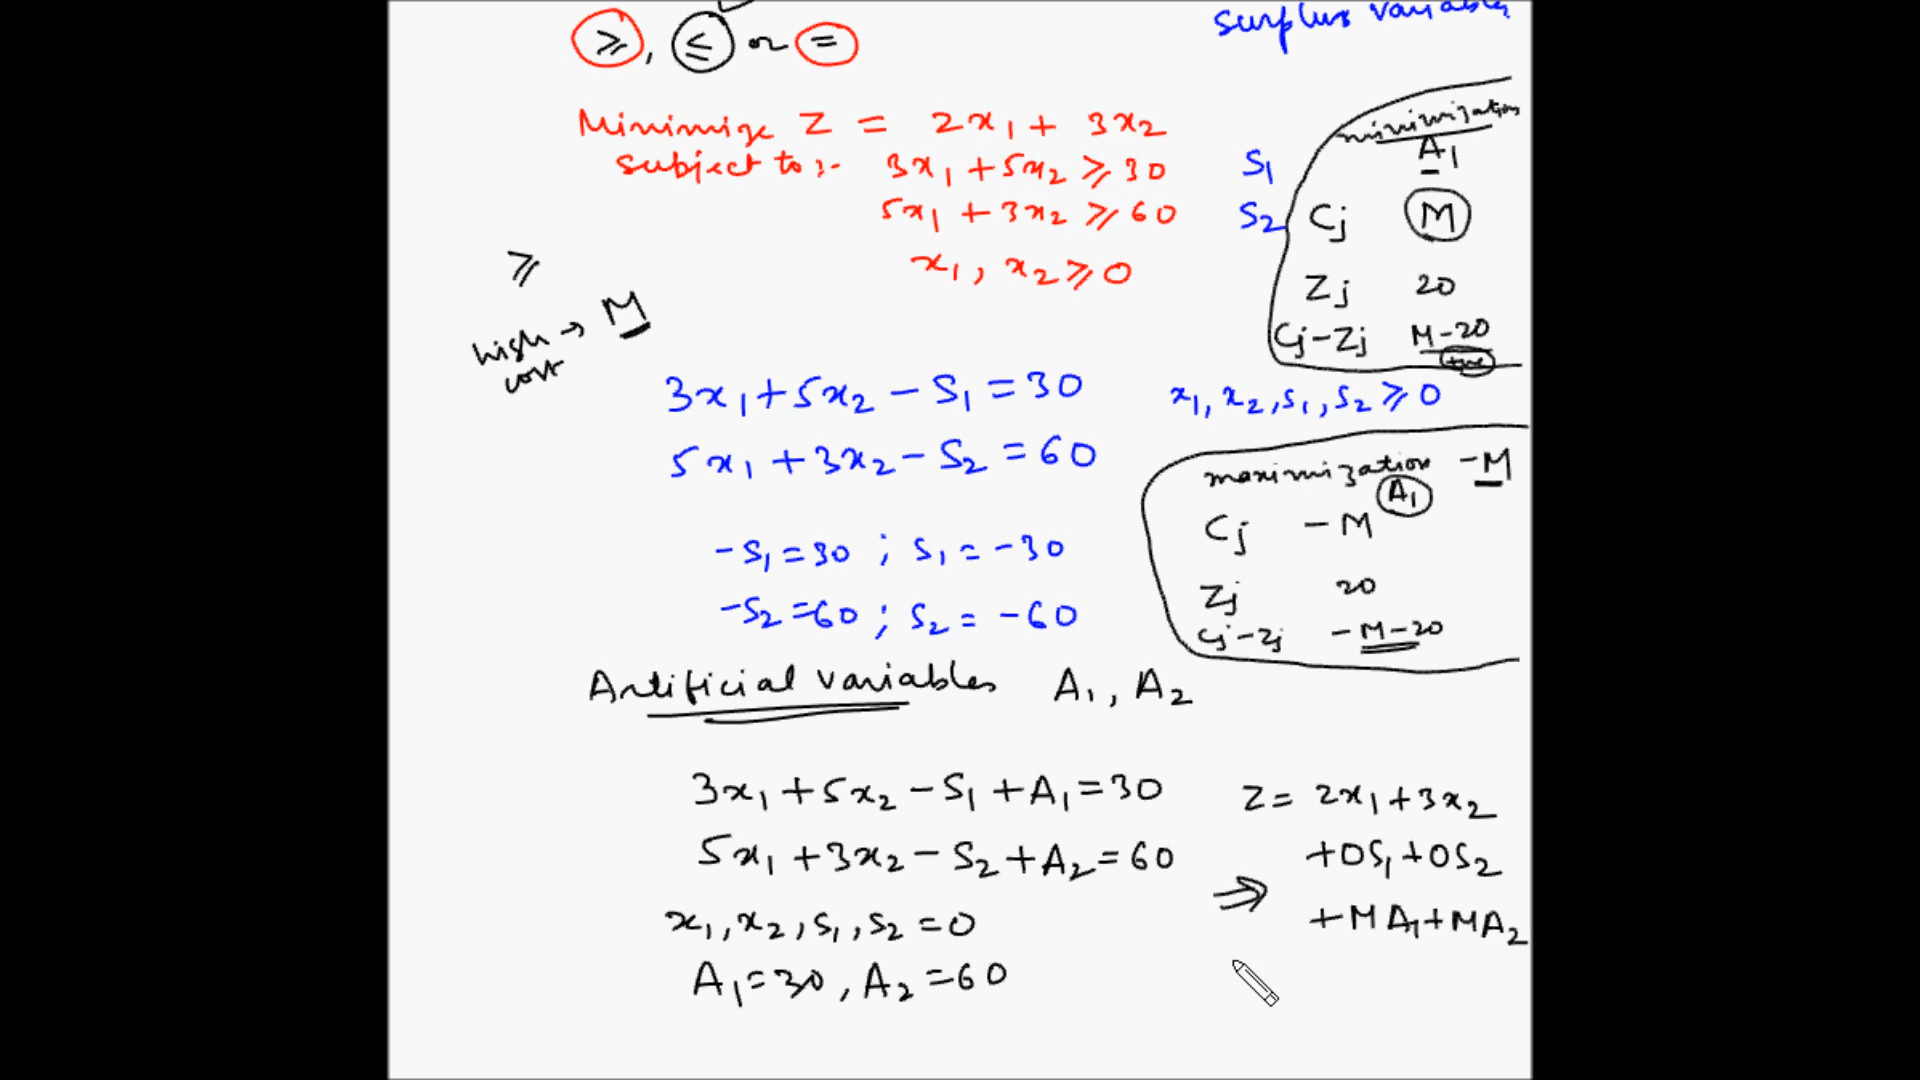 surplus variables
≥, ≤ or =
Minimize Z = 2x₁ + 3x₂
subject to :- 3x₁ + 5x₂ ≥ 30
5x₁ + 3x₂ ≥ 60
x₁, x₂ ≥ 0
S₁
S₂
minimization
A₁
Cj M
Zj 20
Cj-Zj M-20
+ve
≥
high cost → M
3x₁ + 5x₂ - S₁ = 30
x₁, x₂, S₁, S₂ ≥ 0
5x₁ + 3x₂ - S₂ = 60
maximization -M
A₁
Cj -M
Zj 20
Cj-Zj -M-20
-S₁ = 30 ; S₁ = -30
-S₂ = 60 ; S₂ = -60
Artificial variables A₁, A₂
3x₁ + 5x₂ - S₁ + A₁ = 30
5x₁ + 3x₂ - S₂ + A₂ = 60
x₁, x₂, S₁, S₂ = 0
A₁ = 30, A₂ = 60
Z = 2x₁ + 3x₂
+0S₁ + 0S₂
⇒ +MA₁ + MA₂